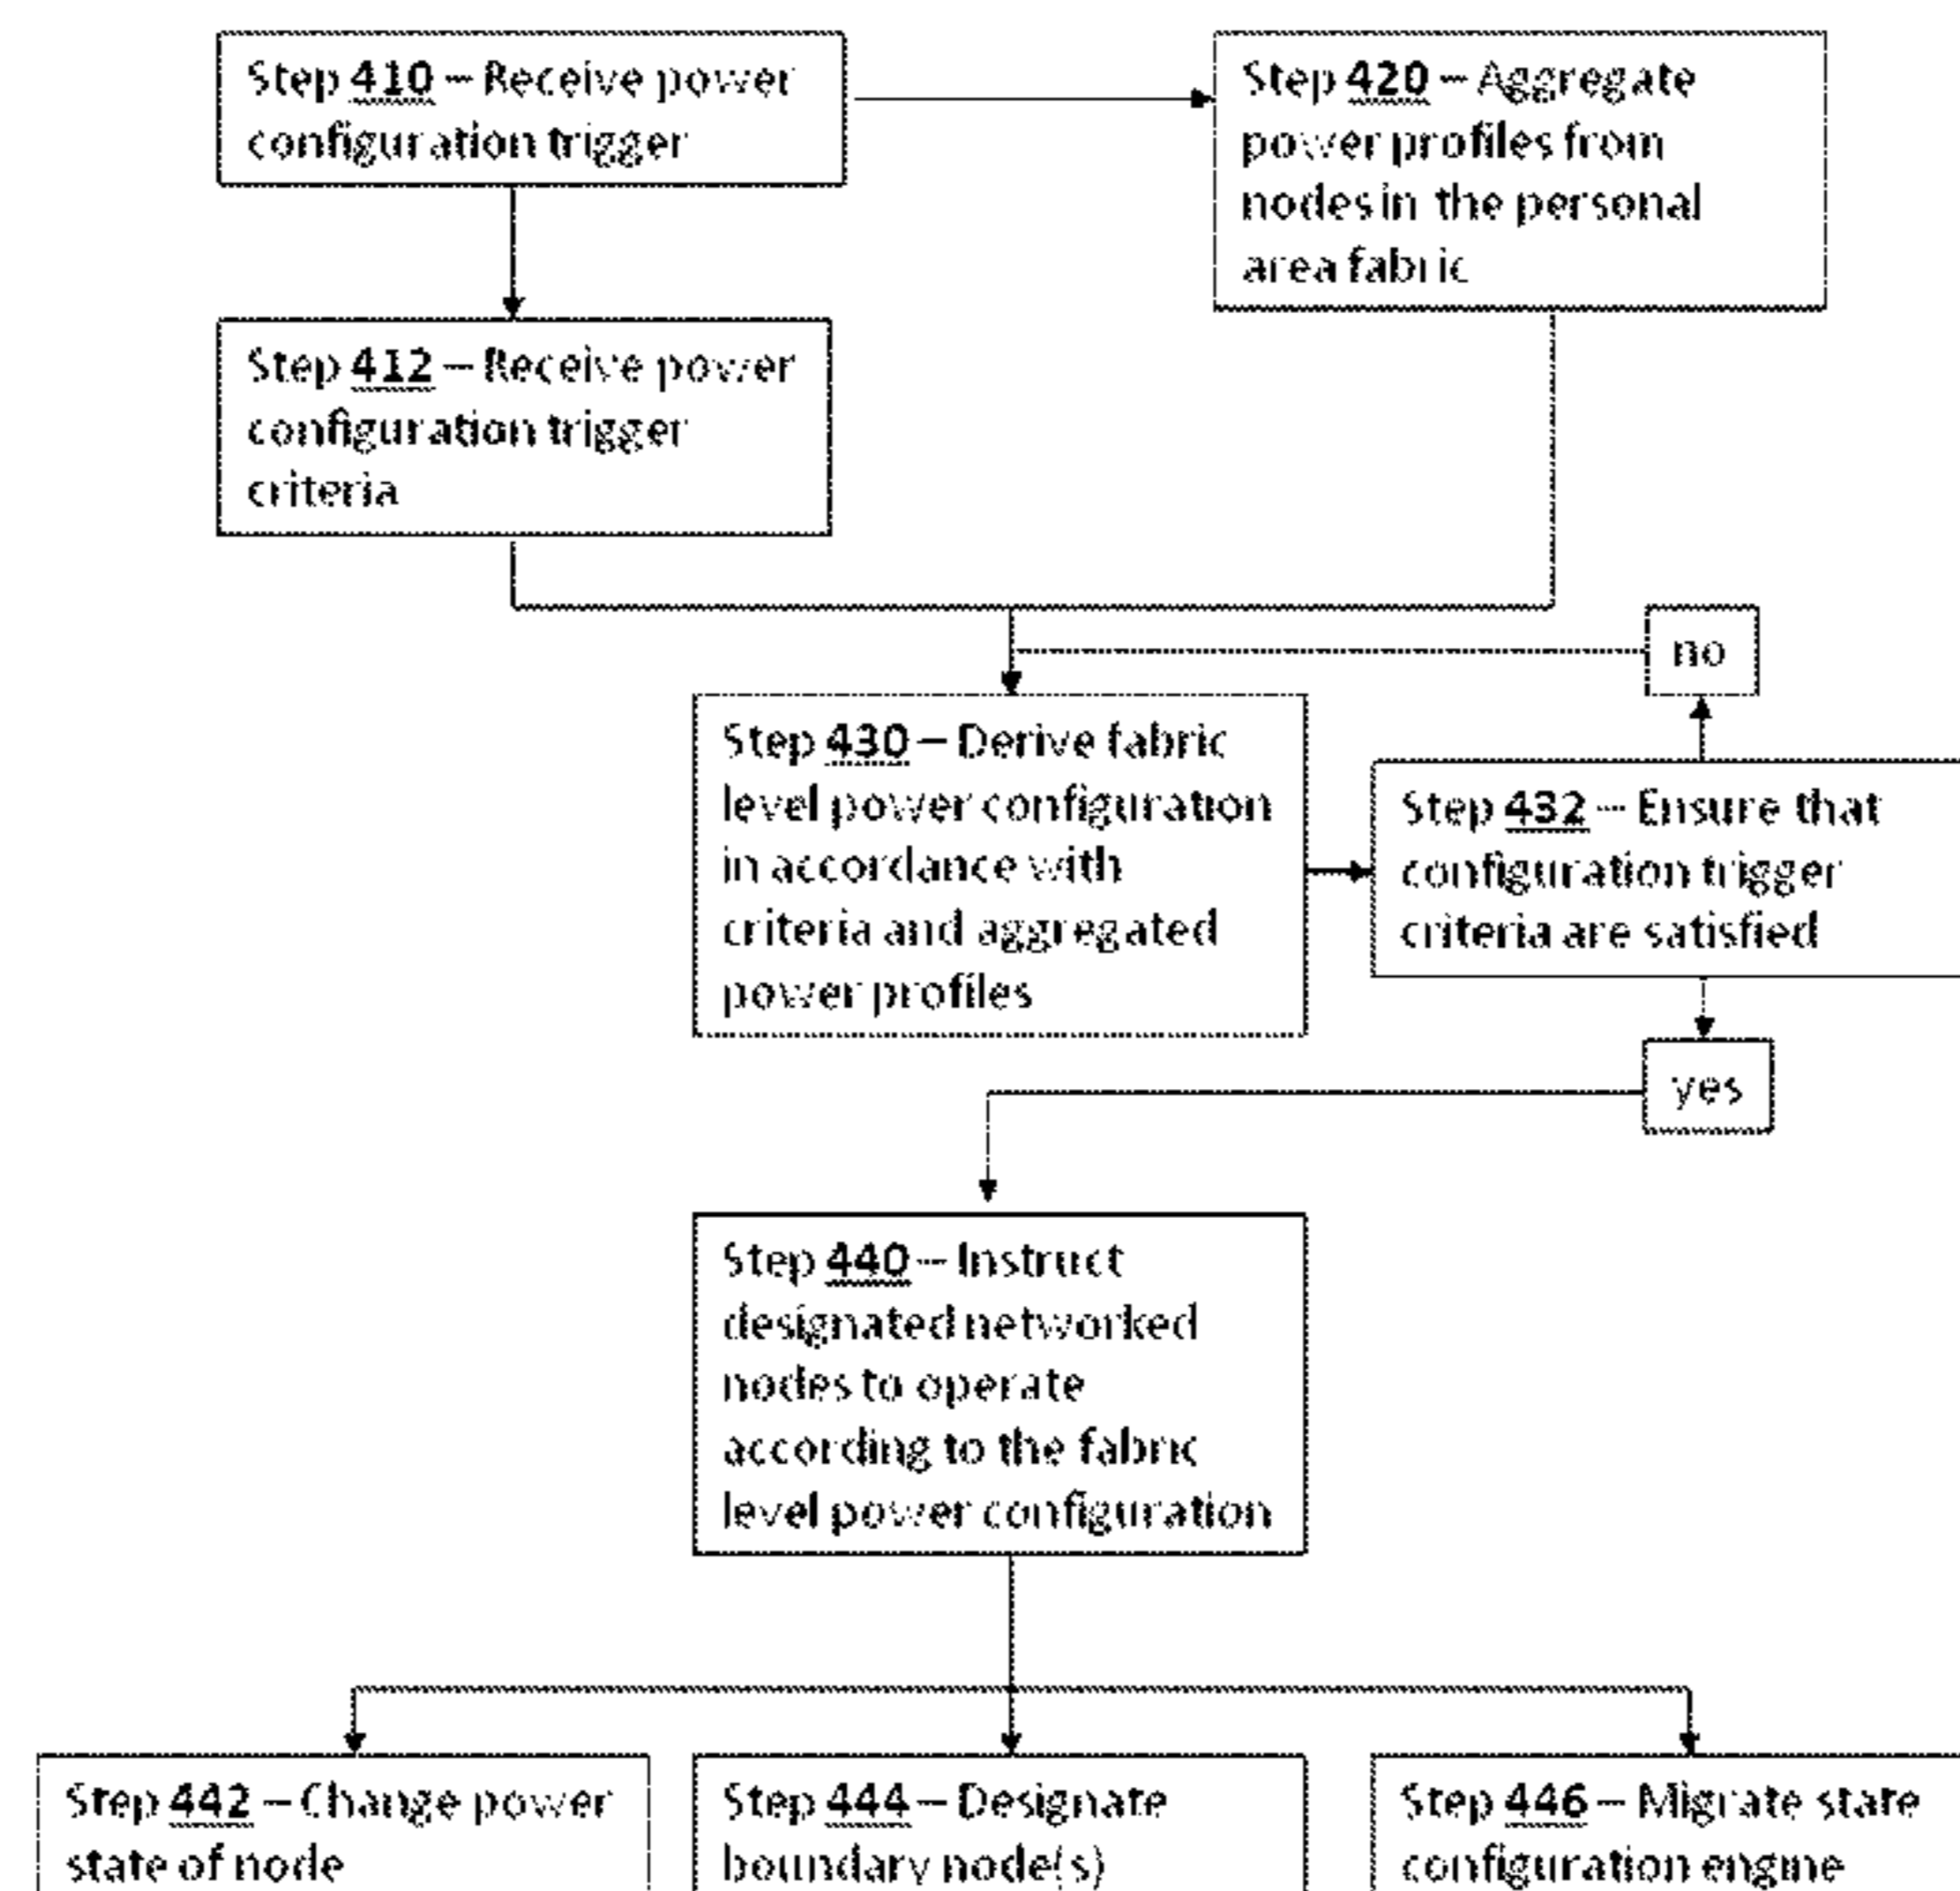 Step 410 – Receive power
configuration trigger
Step 420 – Aggregate
power profiles from
nodes in the personal
area fabric
Step 412 – Receive power
configuration trigger
criteria
no
Step 430 – Derive fabric
level power configuration
in accordance with
criteria and aggregated
power profiles
Step 432 – Ensure that
configuration trigger
criteria are satisfied
yes
Step 440 – Instruct
designated networked
nodes to operate
according to the fabric
level power configuration
Step 442 – Change power
state of node
Step 444 – Designate
boundary node(s)
Step 446 – Migrate state
configuration engine